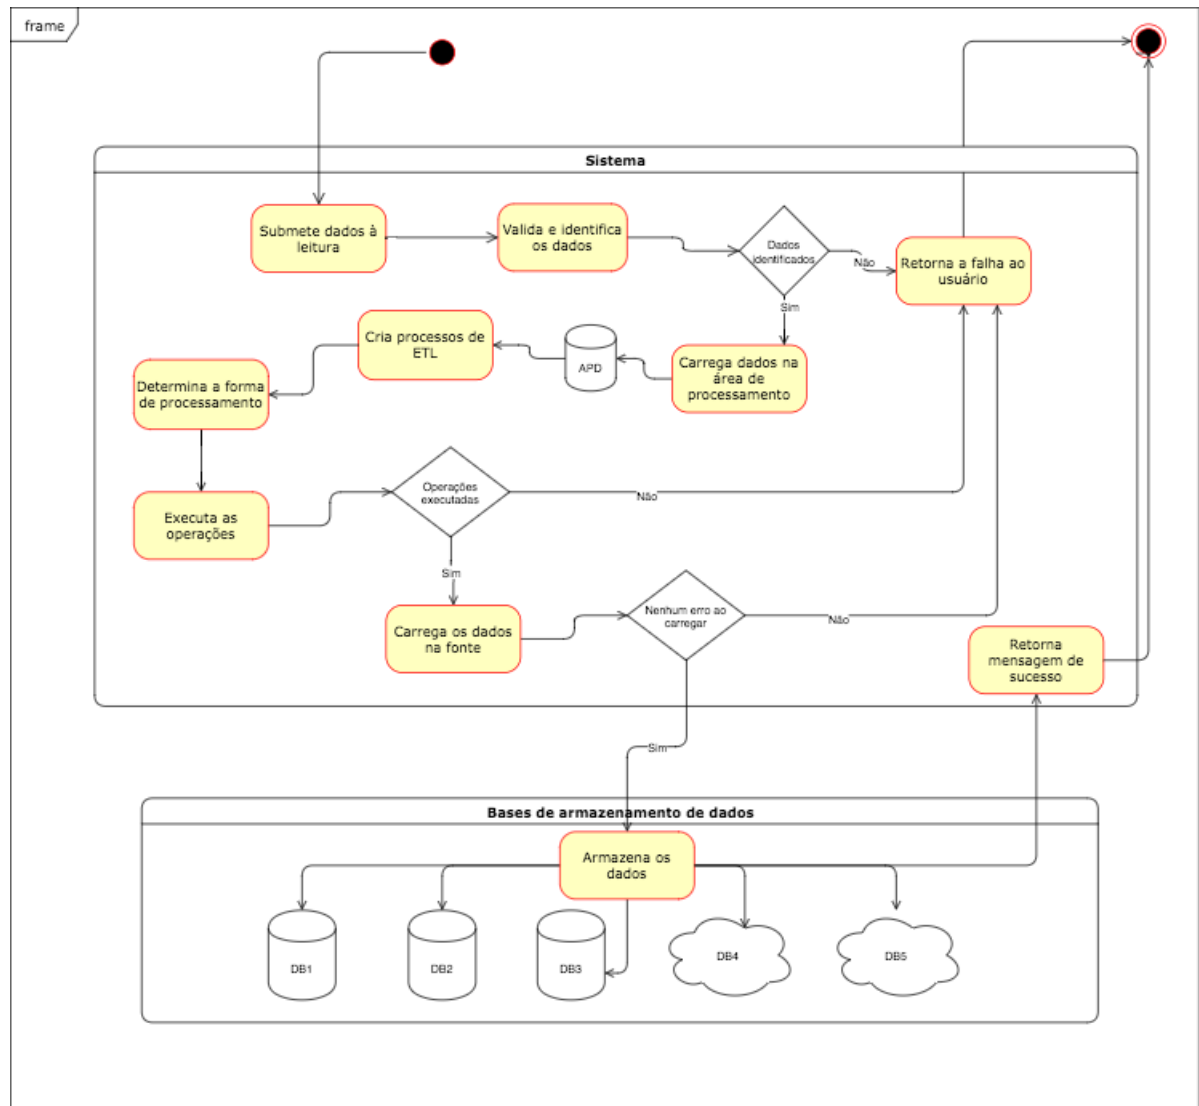 frame
Sistema
Submete dados à
leitura
Valida e identifica
os dados
Dados
identificados
Não
Retorna a falha ao
usuário
Sim
Cria processos de
ETL
APD
Carrega dados na
área de
processamento
Determina a forma
de processamento
Operações
executadas
Não
Executa as
operações
Sim
Nenhum erro ao
carregar
Não
Carrega os dados
na fonte
Retorna
mensagem de
sucesso
Sim
Bases de armazenamento de dados
Armazena os
dados
DB1
DB2
DB3
DB4
DB5